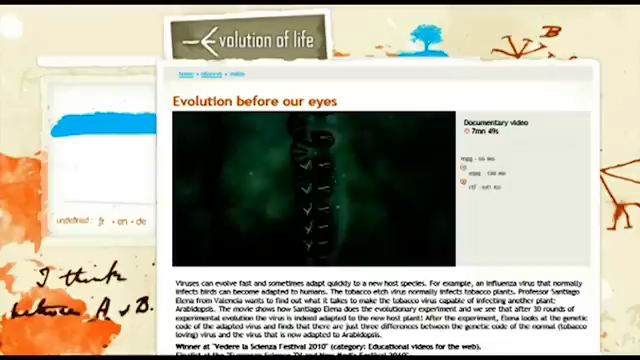 volution of life
B
Evolution before our eyes
Documentary video
7mn 49s
undefined : fr - en - de
I think
between A & B.
Viruses can evolve fast and sometimes adapt quickly to a new host species. For example, an influenza virus that normally
infects birds can become adapted to humans. The tobacco etch virus normally infects tobacco plants. Professor Santiago
Elena from Valencia wants to find out what it takes to make the tobacco virus capable of infecting another plant:
Arabidopsis. The movie shows how Santiago Elena does the evolutionary experiment and we see that after 30 rounds of
experimental evolution the virus is indeed adapted to the new host plant! After the experiment, Elena looks at the genetic
code of the adapted virus and finds that there are just three differences between the genetic code of the normal (tobacco
loving) virus and the virus that is now adapted to Arabidopsis.
Winner at "Vedere la Scienza Festival 2010" (category: Educational videos for the web).